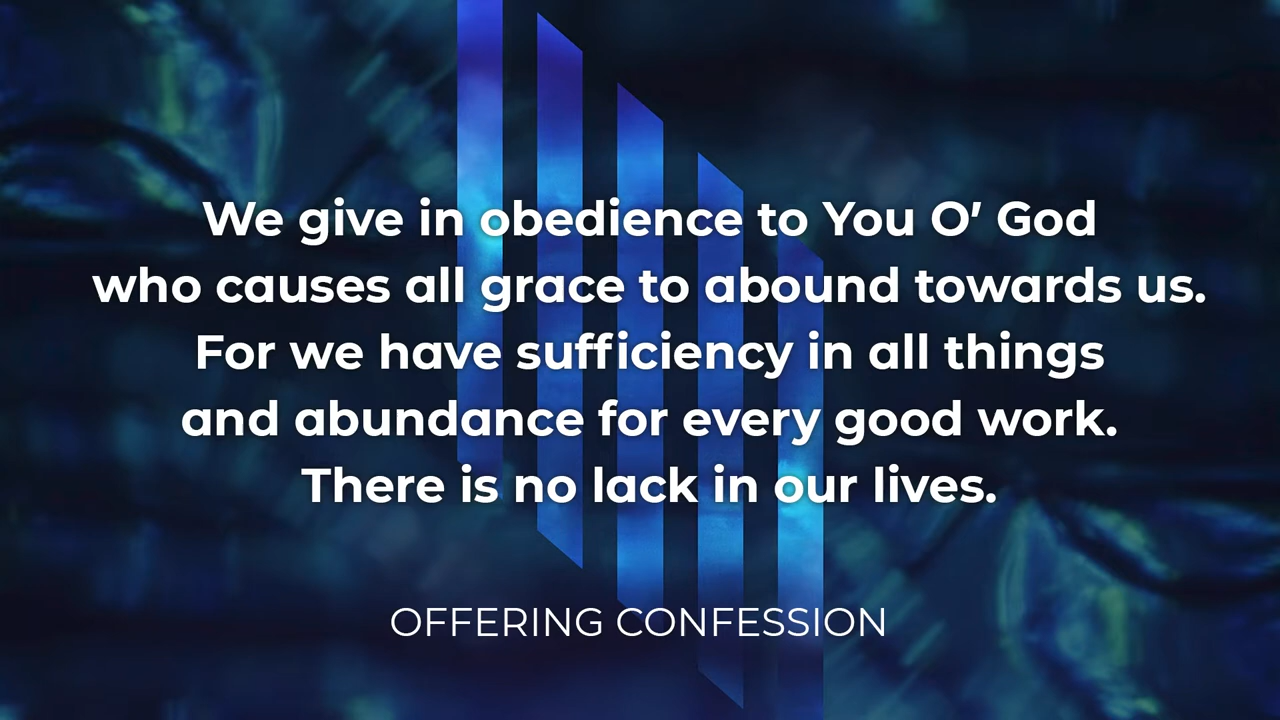 We give in obedience to You O' God
who causes all grace to abound towards us.
For we have sufficiency in all things
and abundance for every good work.
There is no lack in our lives.
OFFERING CONFESSION